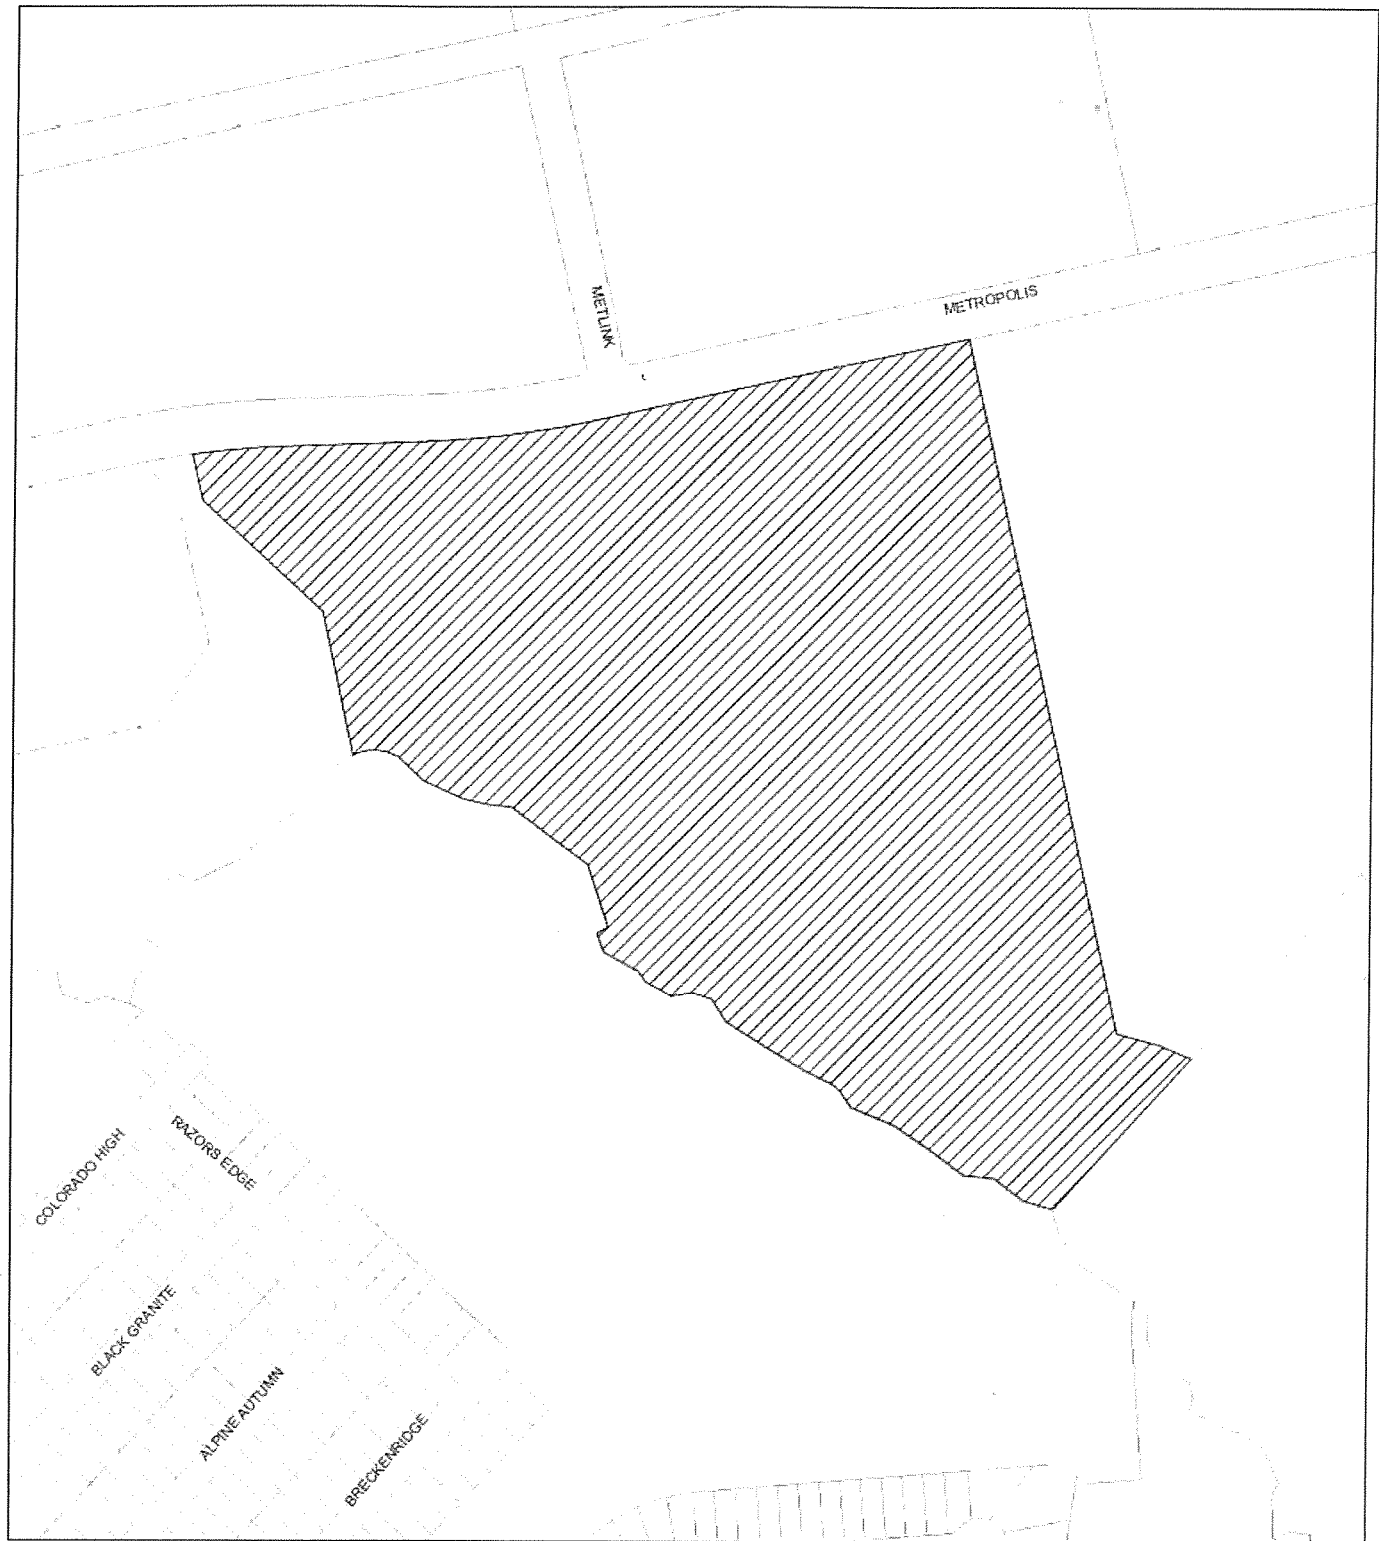 METLINK
METROPOLIS
RAZORS EDGE
COLORADO HIGH
BLACK GRANITE
ALPINE AUTUMN
BRECKENRIDGE